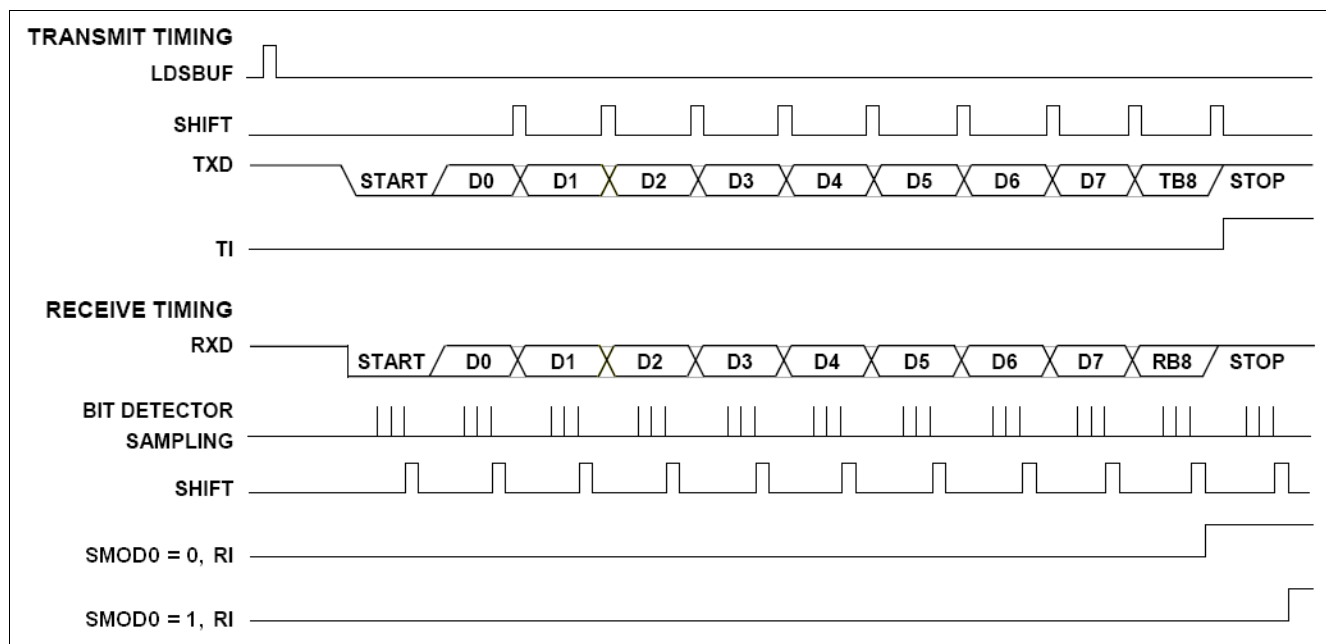 TRANSMIT TIMING
LDSBUF
SHIFT
TXD
START D0 D1 D2 D3 D4 D5 D6 D7 TB8 STOP
TI
RECEIVE TIMING
RXD
START D0 D1 D2 D3 D4 D5 D6 D7 RB8 STOP
BIT DETECTOR
SAMPLING
SHIFT
SMOD0 = 0, RI
SMOD0 = 1, RI